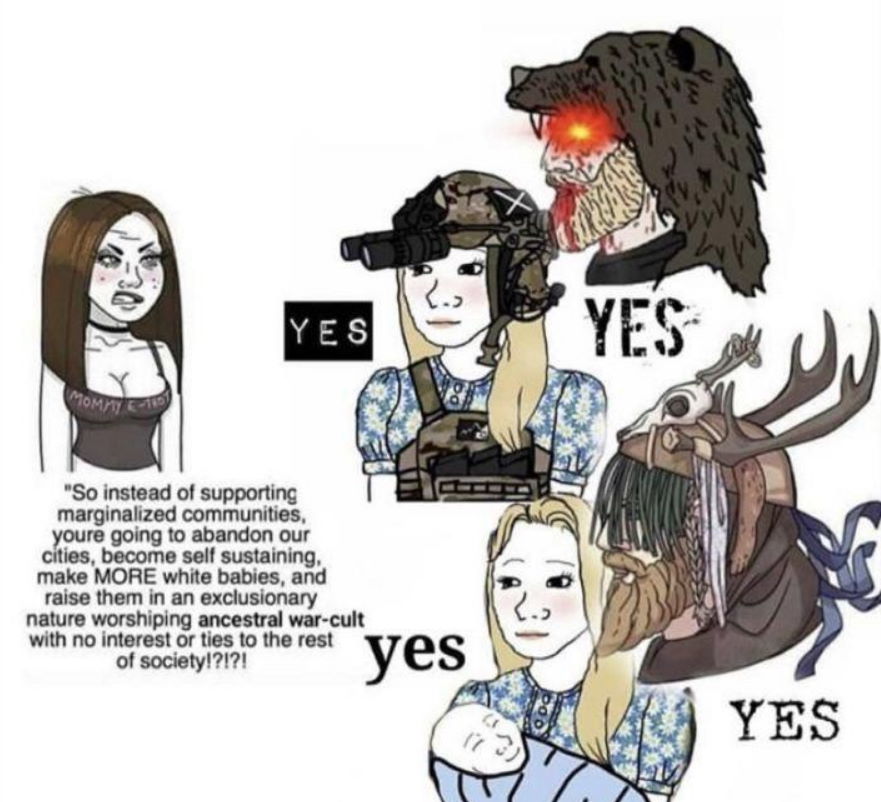 MOMMY
"So instead of supporting
marginalized communities,
youre going to abandon our
cities, become self sustaining,
make MORE white babies, and
raise them in an exclusionary
nature worshiping ancestral war-cult
with no interest or ties to the rest
of society!?!?!
YES
YES
yes
YES